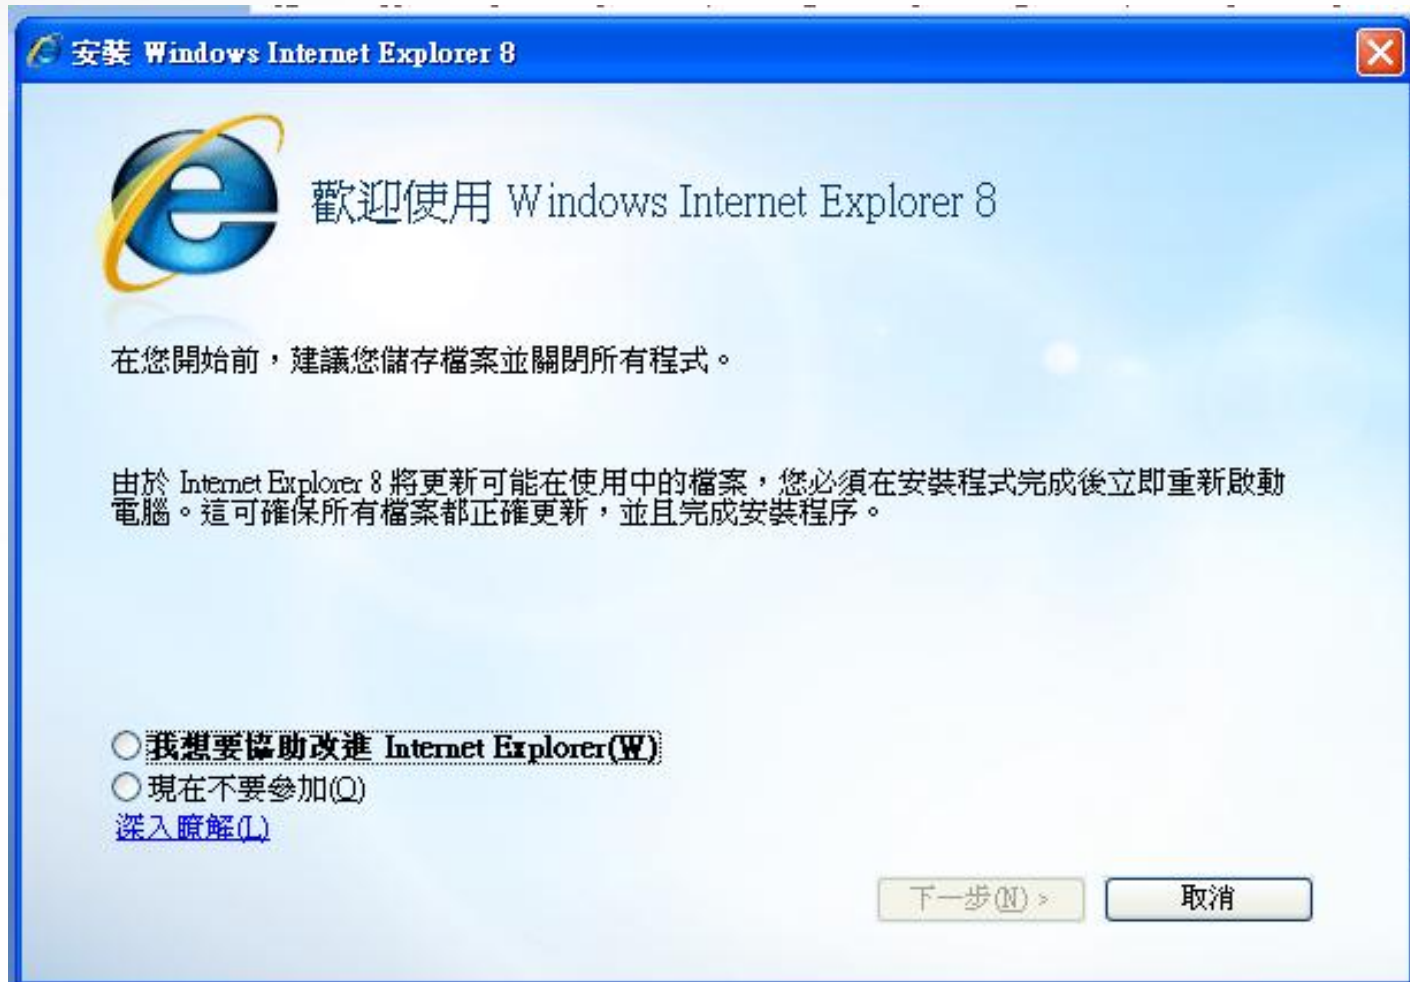 安裝 Windows Internet Explorer 8
歡迎使用 Windows Internet Explorer 8
在您開始前，建議您儲存檔案並關閉所有程式。
由於 Internet Explorer 8 將更新可能在使用中的檔案，您必須在安裝程式完成後立即重新啟動
電腦。這可確保所有檔案都正確更新，並且完成安裝程序。
我想要協助改進 Internet Explorer(W)
現在不要參加(O)
深入瞭解(L)
下一步(N) >
取消